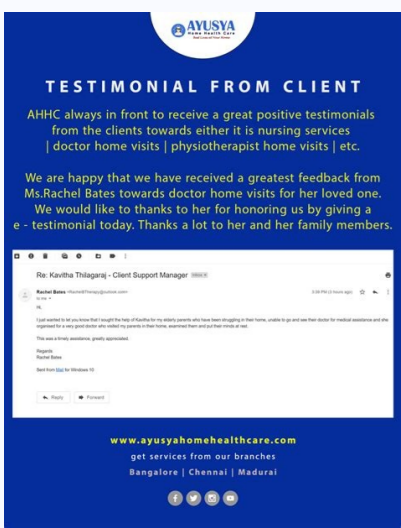 AYUSYA
Home Health Care
TESTIMONIAL FROM CLIENT
AHHC always in front to receive a great positive testimonials
from the clients towards either it is nursing services
| doctor home visits | physiotherapist home visits | etc.
We are happy that we have received a greatest feedback from
Ms.Rachel Bates towards doctor home visits for her loved one.
We would like to thanks to her for honoring us by giving a
e - testimonial today. Thanks a lot to her and her family members.
Re: Kavitha Thilagaraj - Client Support Manager
Rachel Bates
to me
Hi,
I just wanted to let you know that I sought the help of Kavitha for my elderly parents who have been struggling in their home, unable to go and see their doctor for medical assistance and she
organised for a very good doctor who visited my parents in their home, examined them and put their minds at rest.
This was a timely assistance, greatly appreciated.
Regards
Rachel Bates
Sent from Mail for Windows 10
Reply
Forward
www.ayusyahomehealthcare.com
get services from our branches
Bangalore | Chennai | Madurai